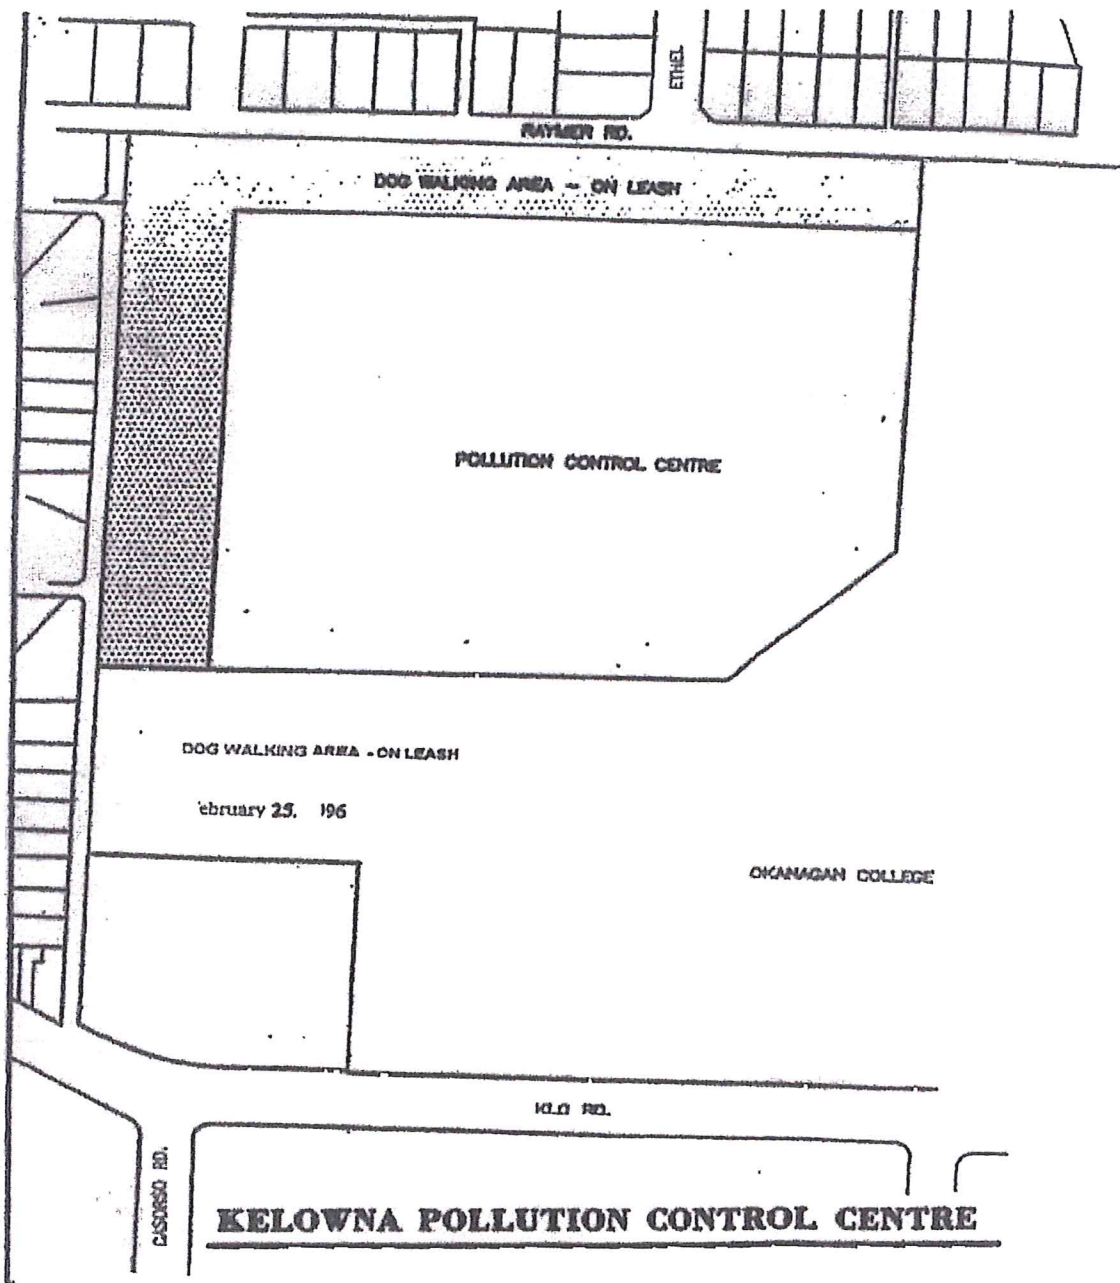 ETHEL
RAYMER RD.
DOG WALKING AREA - ON LEASH
POLLUTION CONTROL CENTRE
DOG WALKING AREA - ON LEASH
ebruary 25, 196
OKANAGAN COLLEGE
KLO RD.
CASORSO RD.
KELOWNA POLLUTION CONTROL CENTRE